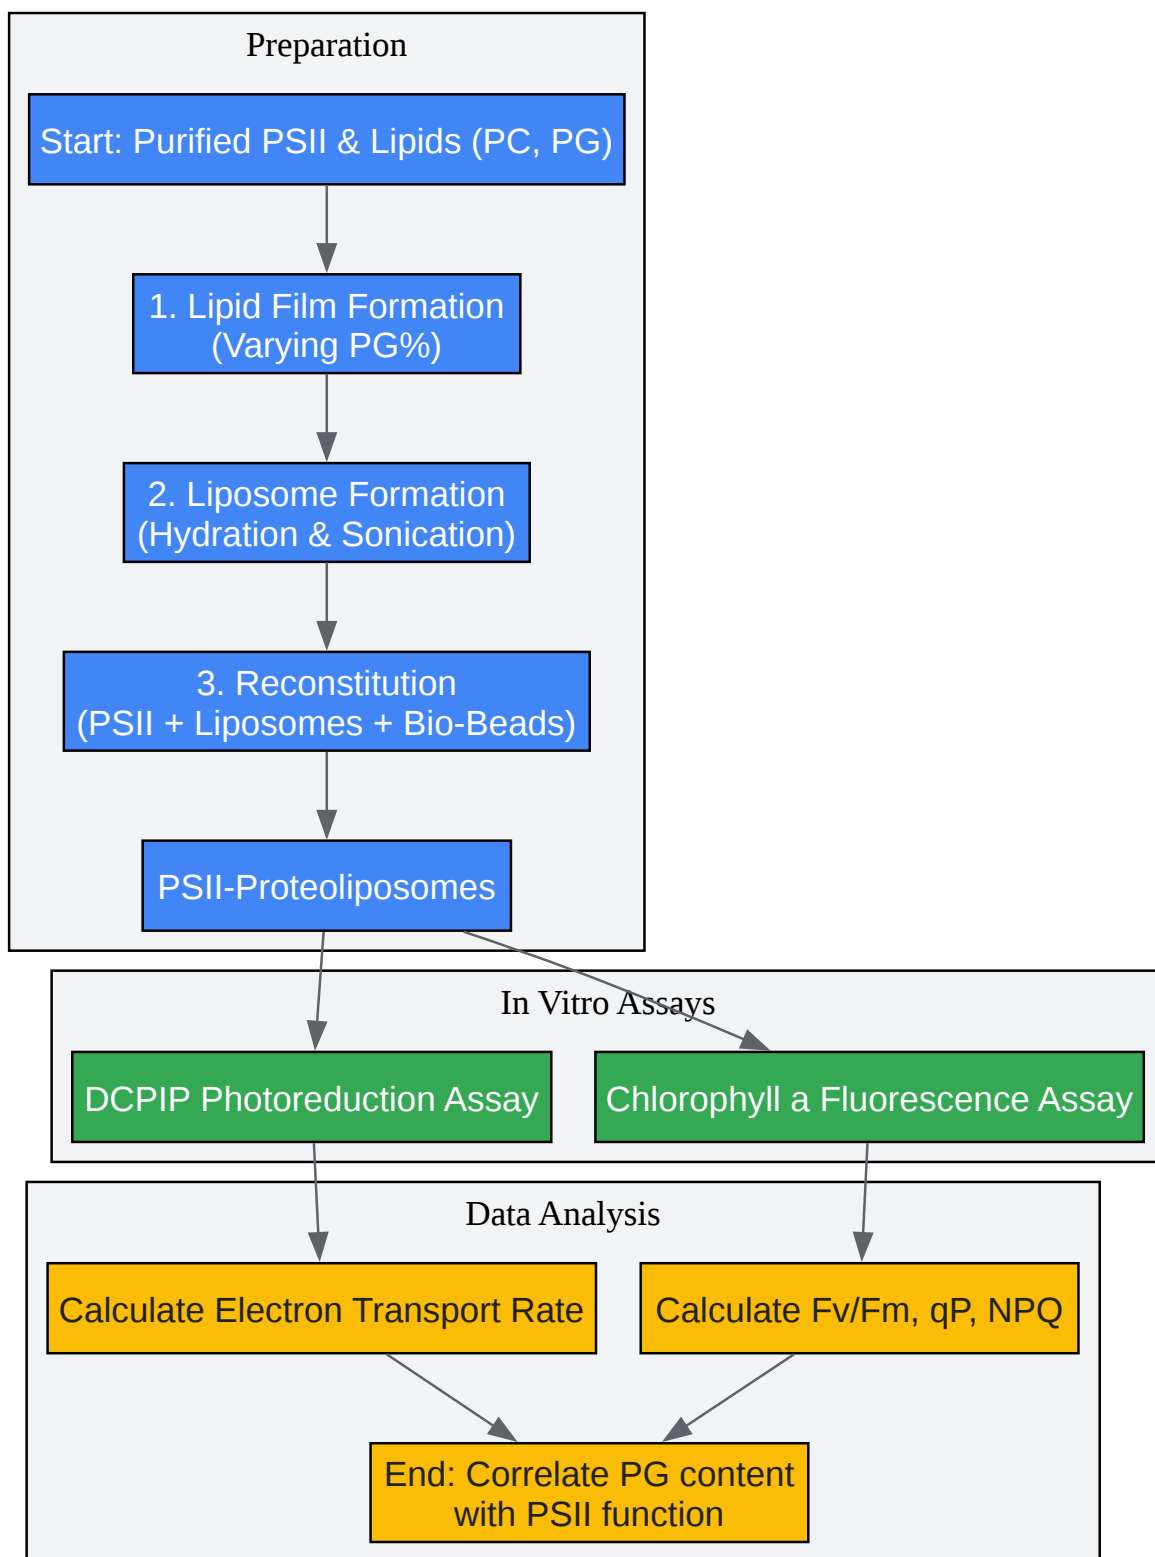 Preparation
Start: Purified PSII & Lipids (PC, PG)
1. Lipid Film Formation
(Varying PG%)
2. Liposome Formation
(Hydration & Sonication)
3. Reconstitution
(PSII + Liposomes + Bio-Beads)
PSII-Proteoliposomes
In Vitro Assays
DCPIP Photoreduction Assay
Chlorophyll a Fluorescence Assay
Data Analysis
Calculate Electron Transport Rate
Calculate Fv/Fm, qP, NPQ
End: Correlate PG content
with PSII function